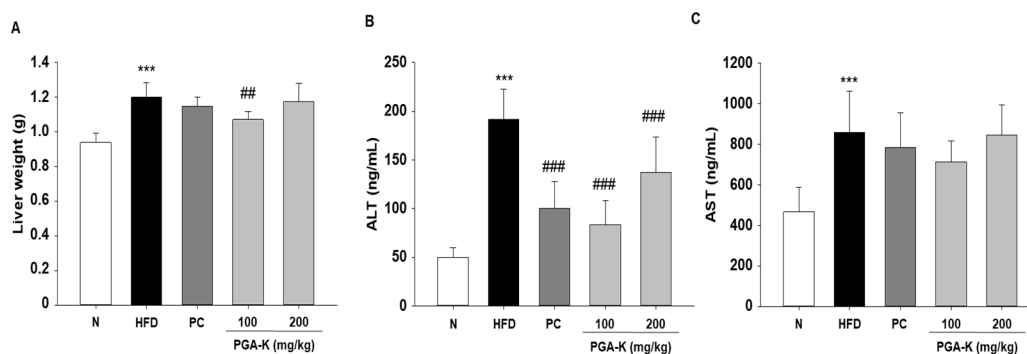 A
Liver weight (g)
1.4
1.2
1.0
0.8
0.6
0.4
0.2
0
***
##
N HFD PC 100 200
PGA-K (mg/kg)
B
ALT (ng/mL)
250
200
150
100
50
0
***
###
###
###
N HFD PC 100 200
PGA-K (mg/kg)
C
AST (ng/mL)
1200
1000
800
600
400
200
0
***
N HFD PC 100 200
PGA-K (mg/kg)